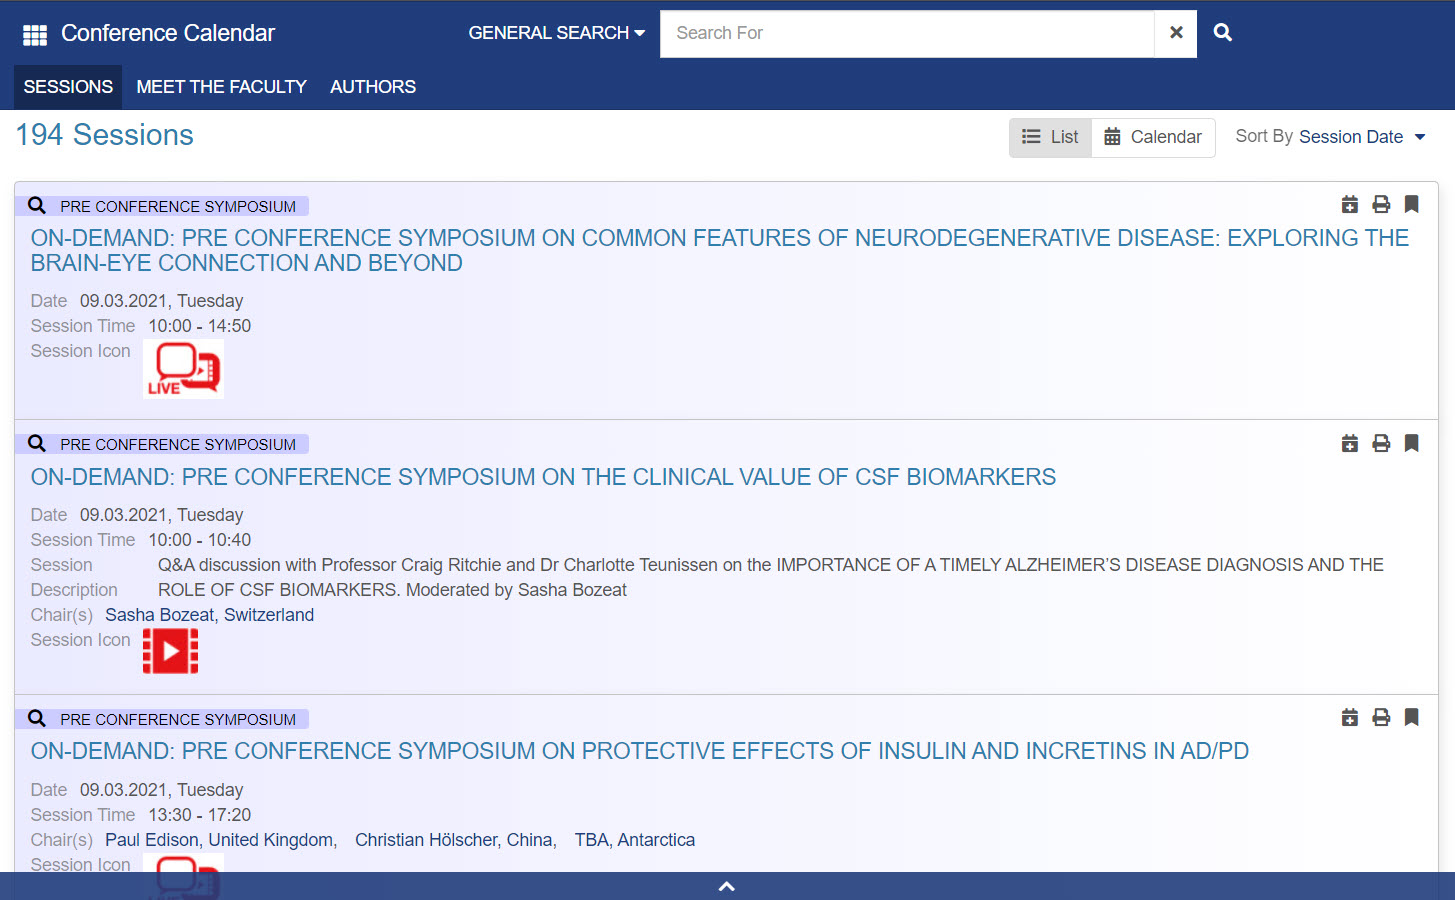 Conference Calendar
GENERAL SEARCH
Search For
SESSIONS
MEET THE FACULTY
AUTHORS
194 Sessions
List
Calendar
Sort By Session Date
PRE CONFERENCE SYMPOSIUM
ON-DEMAND: PRE CONFERENCE SYMPOSIUM ON COMMON FEATURES OF NEURODEGENERATIVE DISEASE: EXPLORING THE
BRAIN-EYE CONNECTION AND BEYOND
Date 09.03.2021, Tuesday
Session Time 10:00 - 14:50
Session Icon
LIVE
PRE CONFERENCE SYMPOSIUM
ON-DEMAND: PRE CONFERENCE SYMPOSIUM ON THE CLINICAL VALUE OF CSF BIOMARKERS
Date 09.03.2021, Tuesday
Session Time 10:00 - 10:40
Session Q&A discussion with Professor Craig Ritchie and Dr Charlotte Teunissen on the IMPORTANCE OF A TIMELY ALZHEIMER’S DISEASE DIAGNOSIS AND THE
Description ROLE OF CSF BIOMARKERS. Moderated by Sasha Bozeat
Chair(s) Sasha Bozeat, Switzerland
Session Icon
PRE CONFERENCE SYMPOSIUM
ON-DEMAND: PRE CONFERENCE SYMPOSIUM ON PROTECTIVE EFFECTS OF INSULIN AND INCRETINS IN AD/PD
Date 09.03.2021, Tuesday
Session Time 13:30 - 17:20
Chair(s) Paul Edison, United Kingdom, Christian Hölscher, China, TBA, Antarctica
Session Icon
LIVE